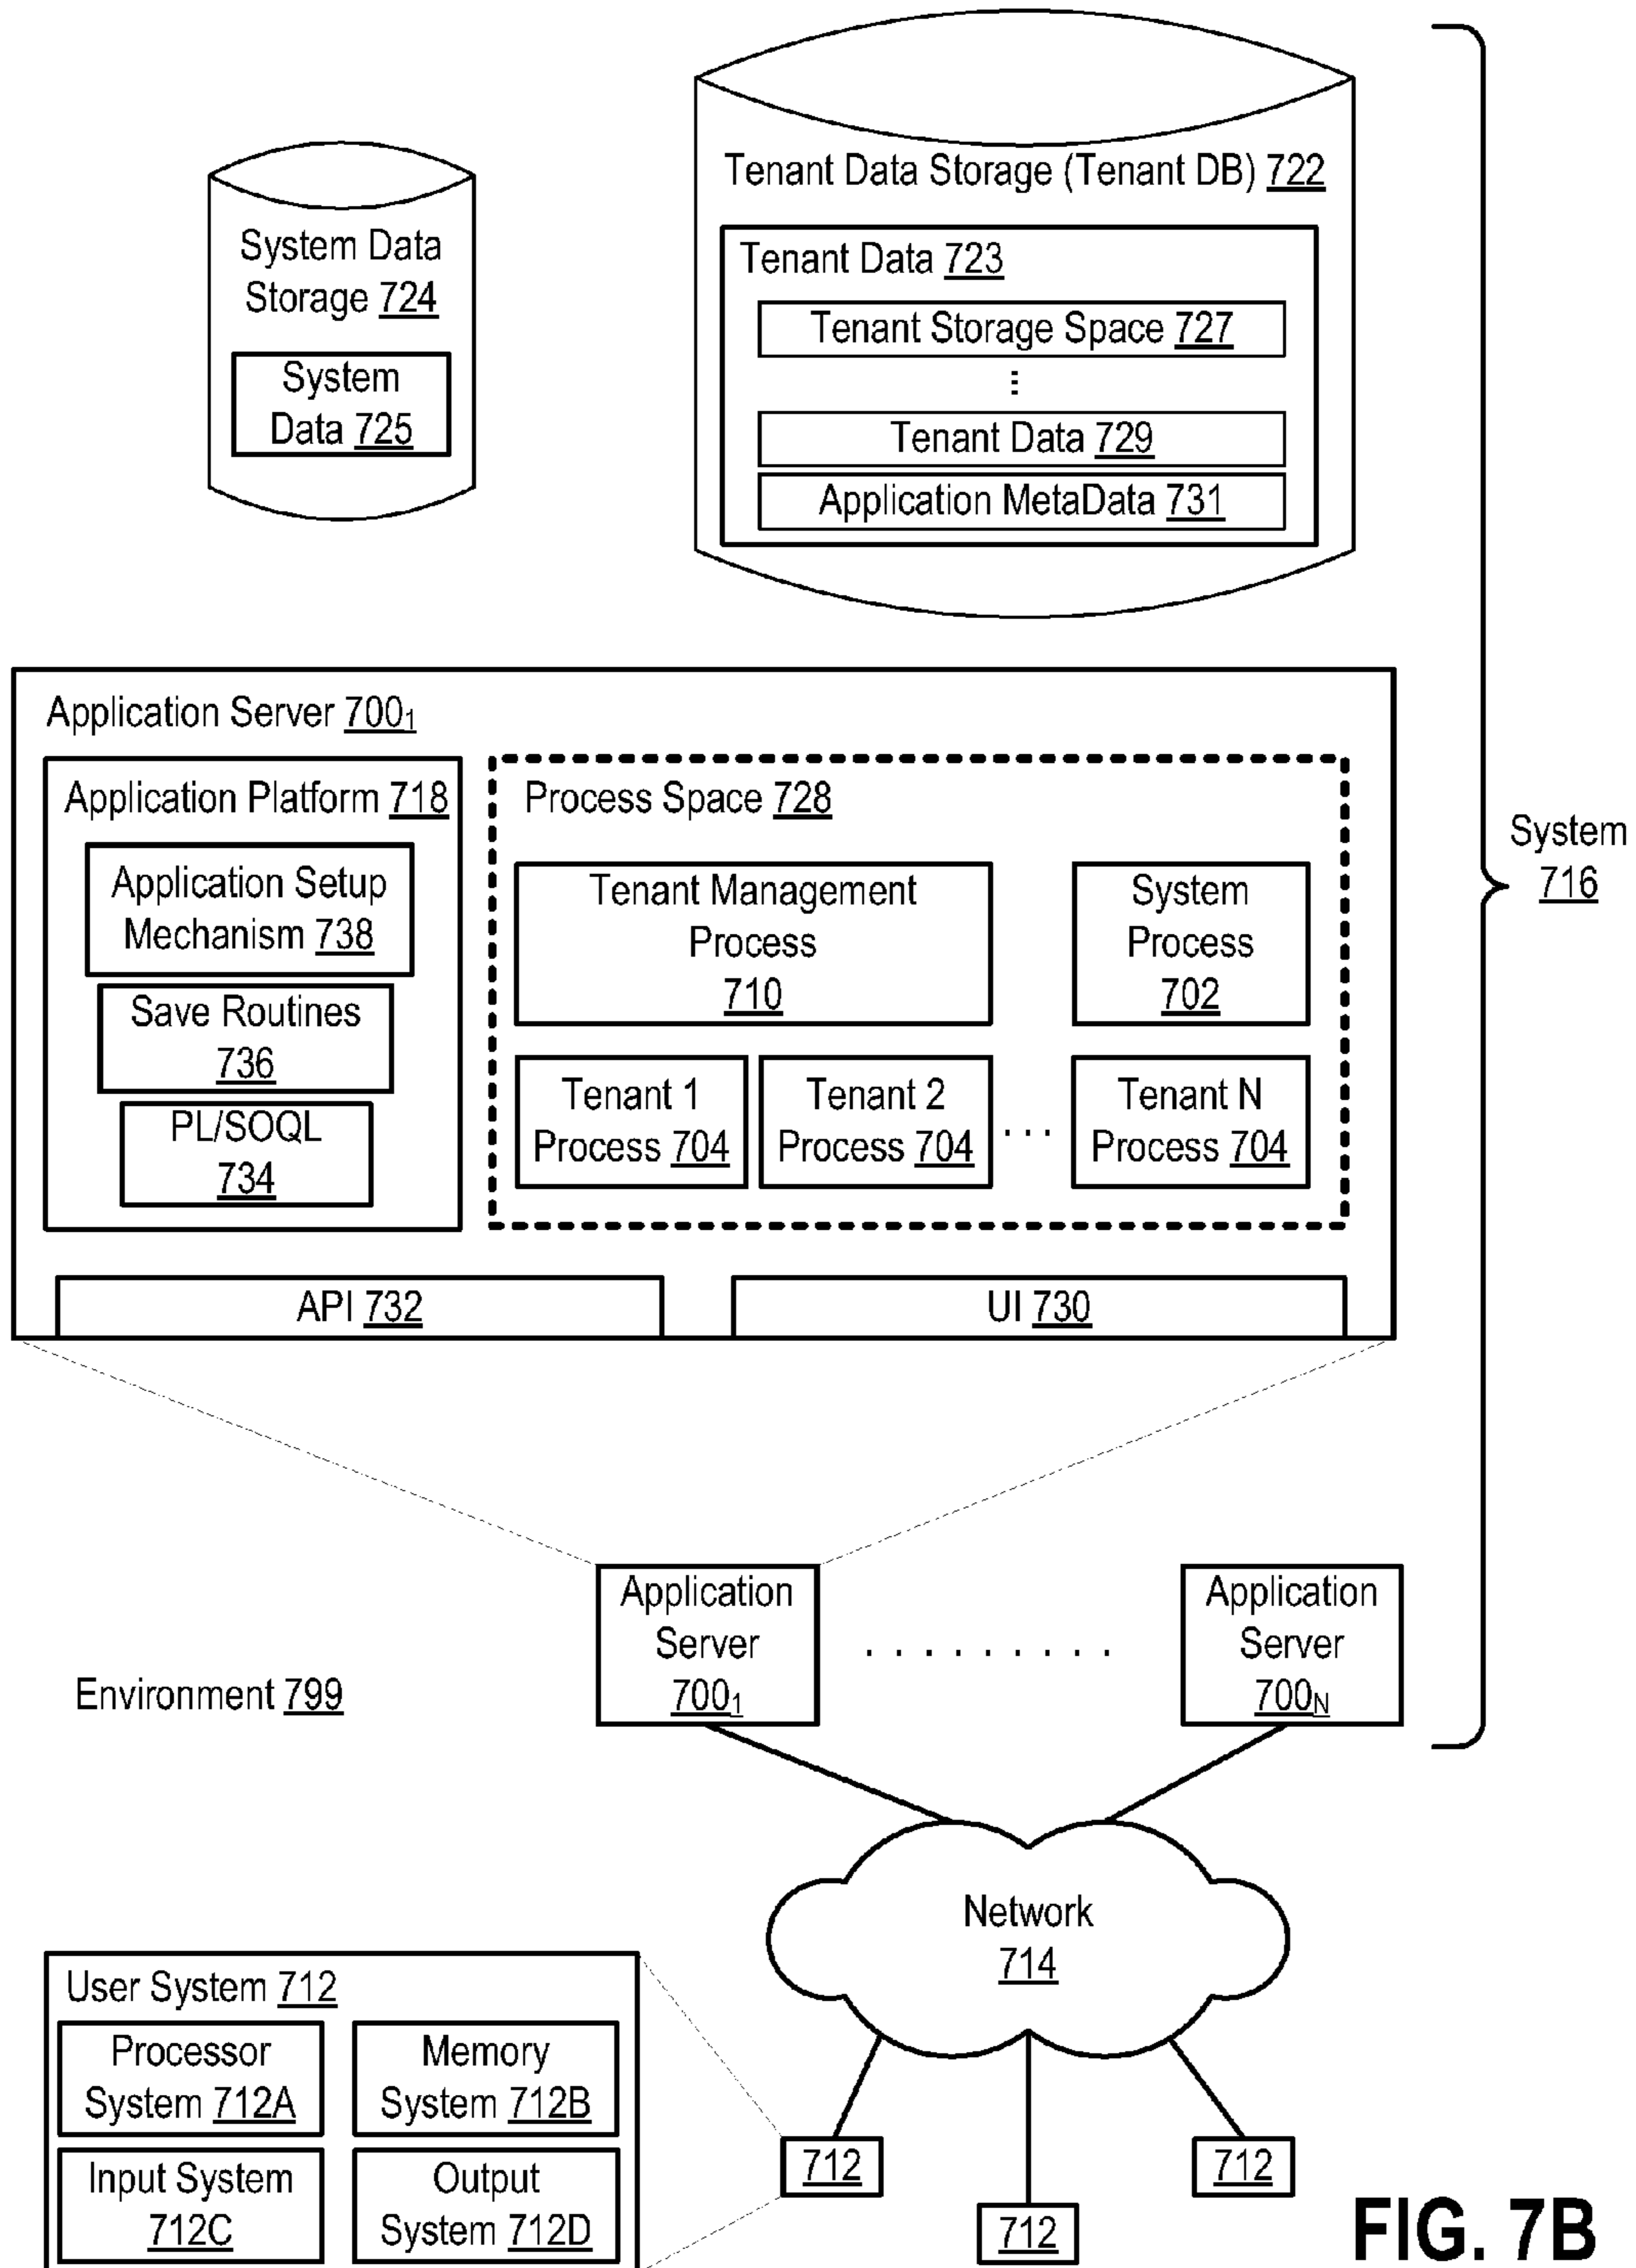 Tenant Data Storage (Tenant DB) 722
System Data
Storage 724
System
Data 725
Tenant Data 723
Tenant Storage Space 727
⋮
Tenant Data 729
Application MetaData 731
System
716
Application Server 700₁
Application Platform 718
Application Setup
Mechanism 738
Save Routines
736
PL/SOQL
734
Process Space 728
Tenant Management
Process
710
System
Process
702
Tenant 1
Process 704
Tenant 2
Process 704
. . .
Tenant N
Process 704
API 732
UI 730
Application
Server
700₁
. . . . . . . . .
Application
Server
700N
Environment 799
Network
714
User System 712
Processor
System 712A
Memory
System 712B
Input System
712C
Output
System 712D
712
712
712
FIG. 7B